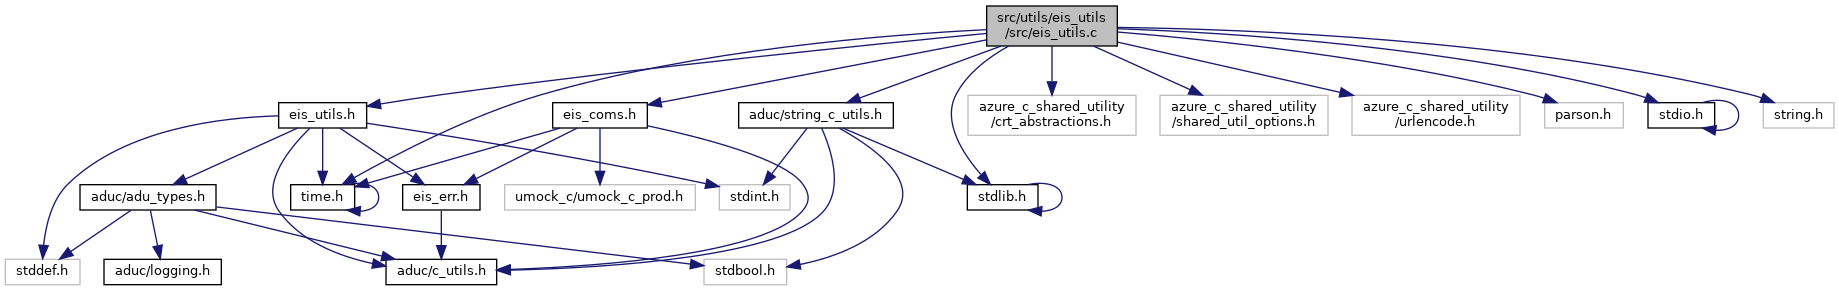 src/utils/eis_utils
/src/eis_utils.c
eis_utils.h
eis_coms.h
aduc/string_c_utils.h
azure_c_shared_utility
/crt_abstractions.h
azure_c_shared_utility
/shared_util_options.h
azure_c_shared_utility
/urlencode.h
parson.h
stdio.h
string.h
aduc/adu_types.h
time.h
eis_err.h
umock_c/umock_c_prod.h
stdint.h
stdlib.h
stddef.h
aduc/logging.h
aduc/c_utils.h
stdbool.h